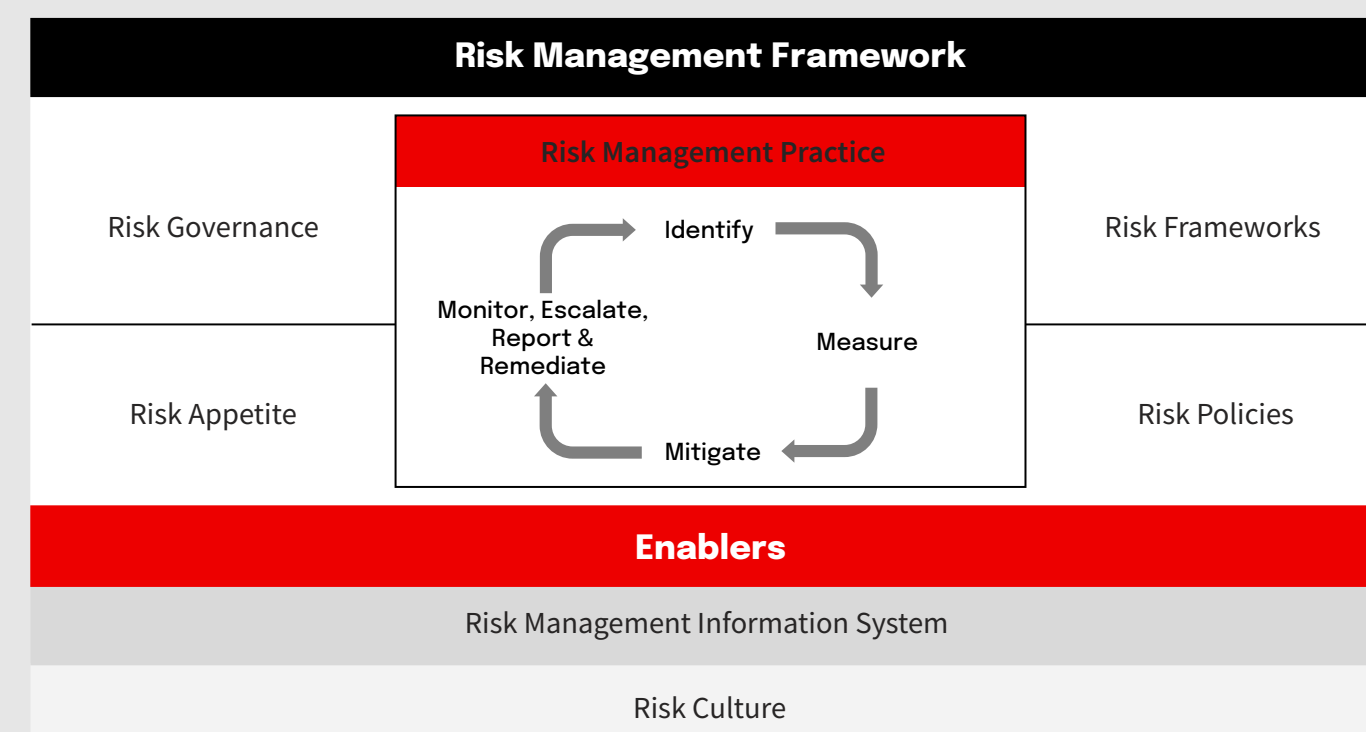 Risk Management Framework
Risk Management Practice
Risk Governance
Risk Frameworks
Identify
Monitor, Escalate,
Report &
Remediate
Measure
Risk Appetite
Risk Policies
Mitigate
Enablers
Risk Management Information System
Risk Culture